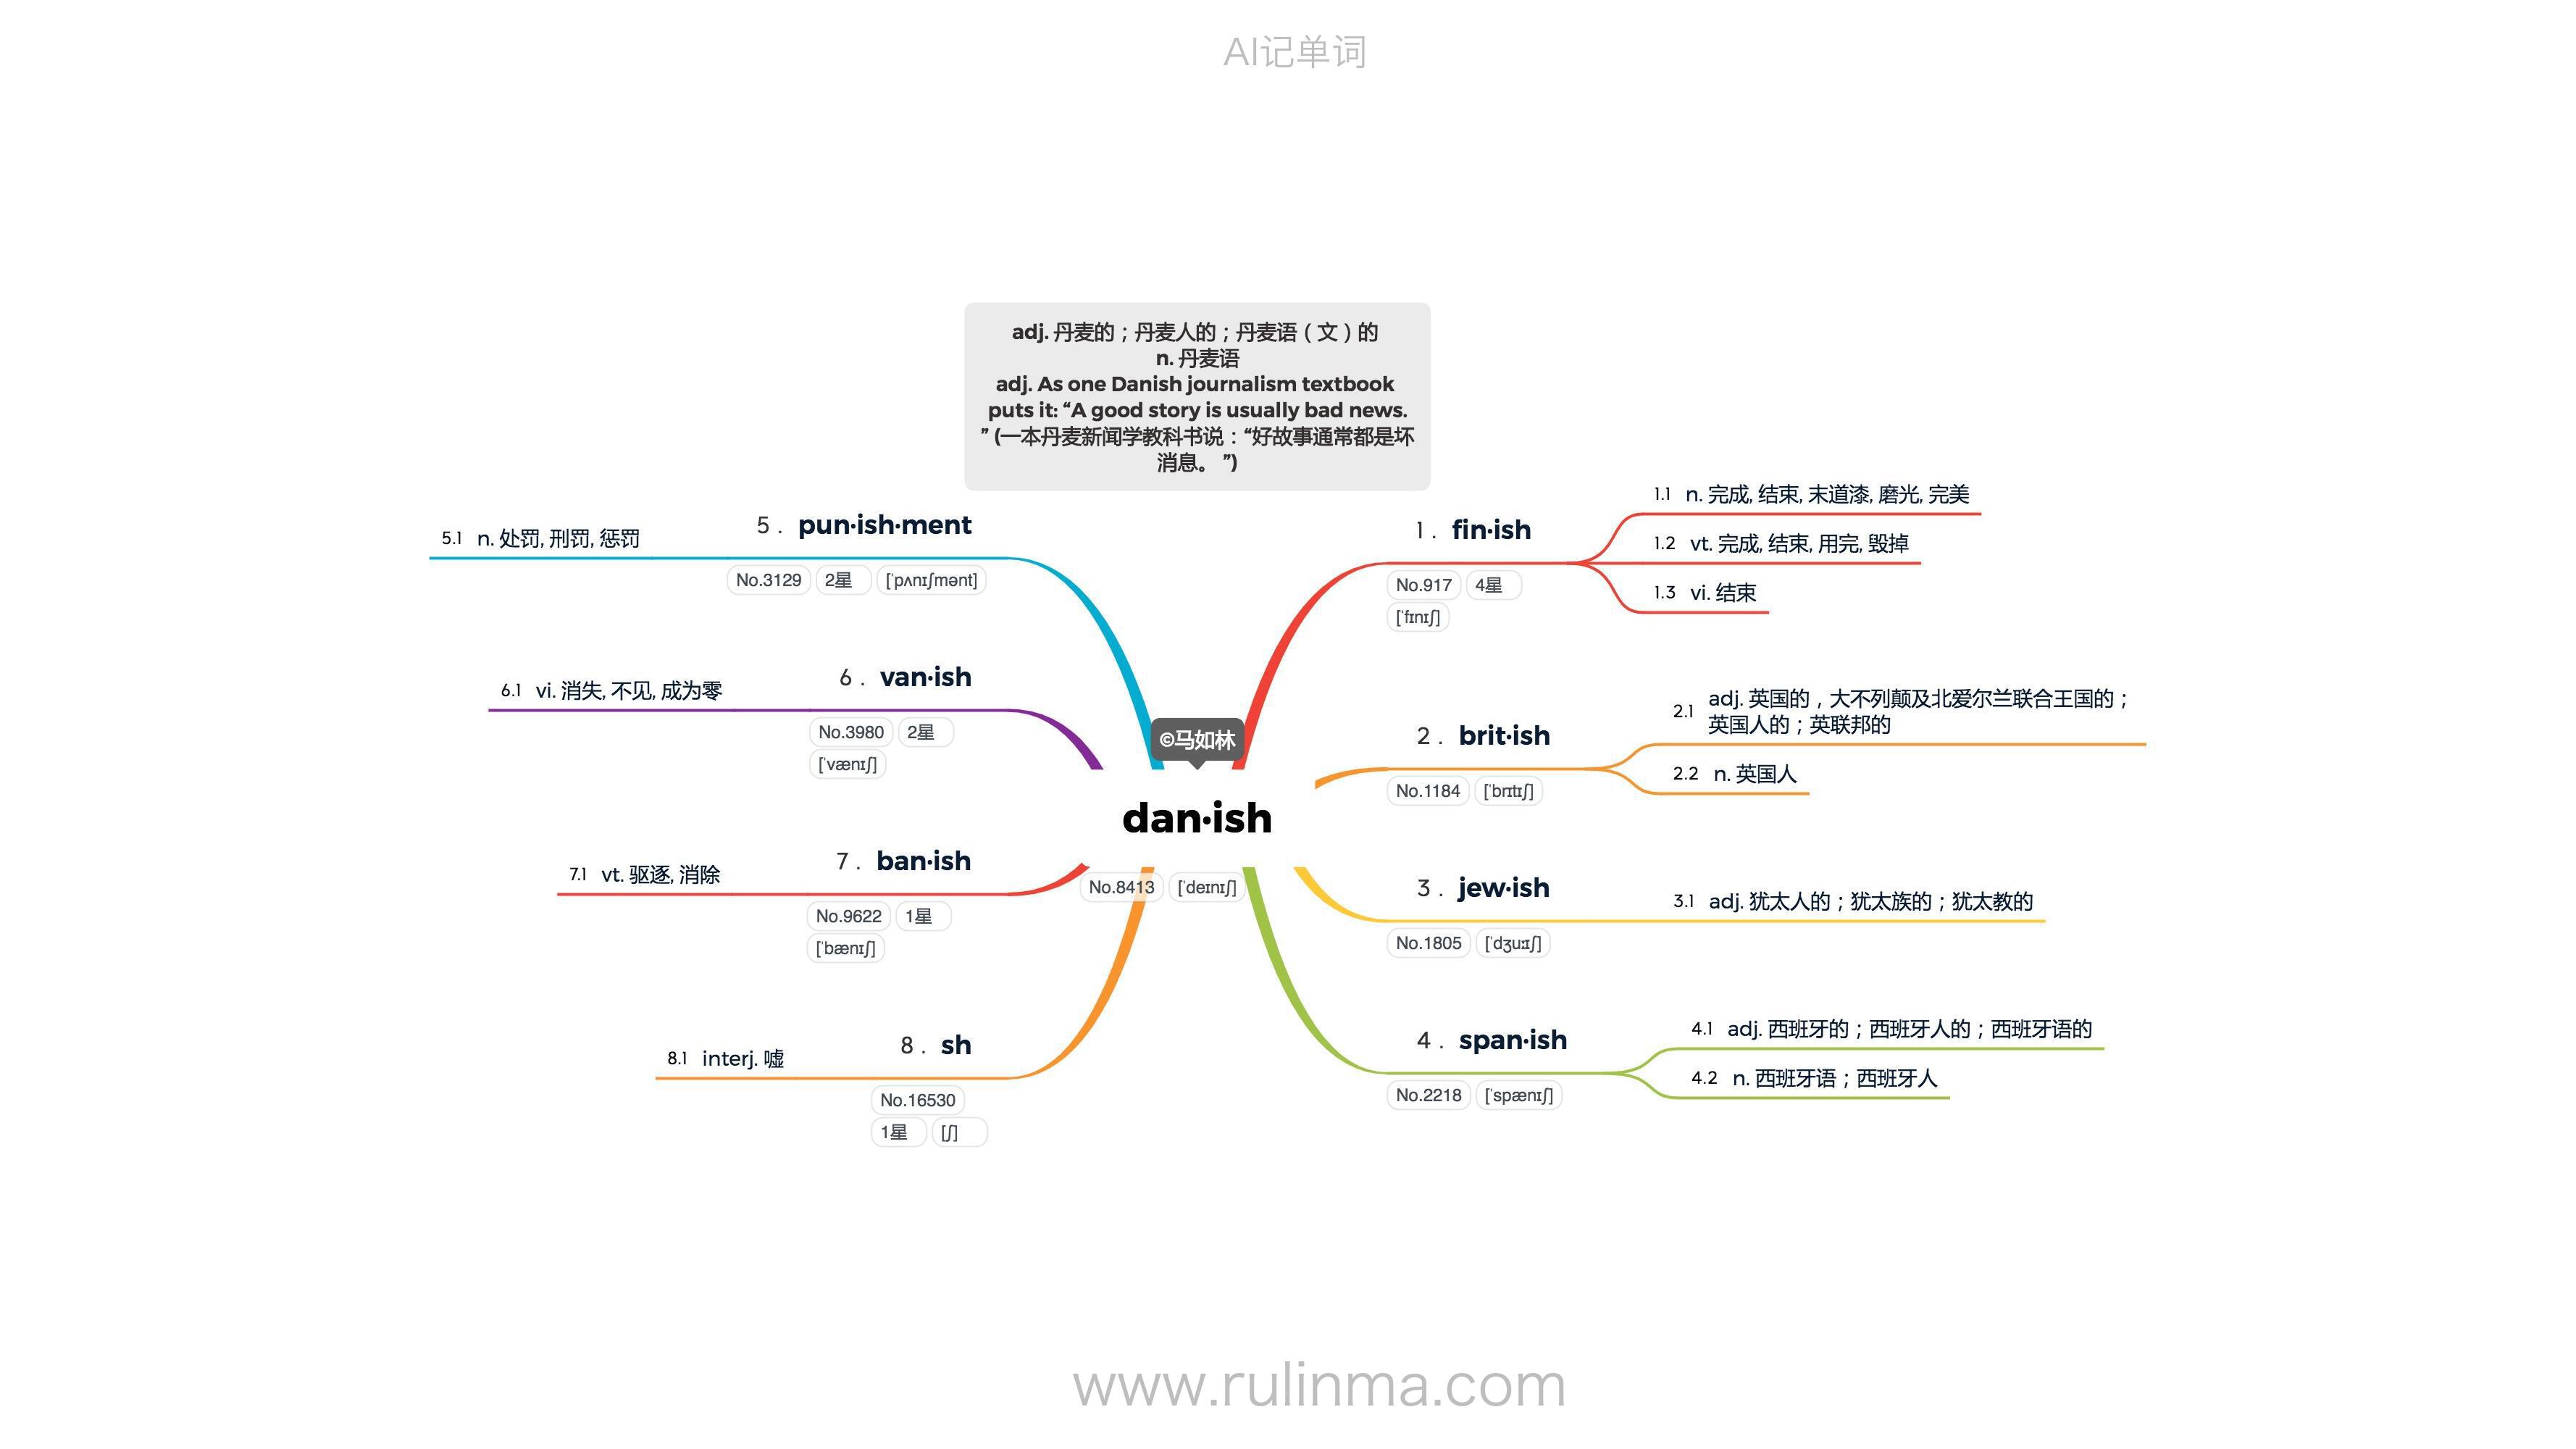 AI记单词
adj. 丹麦的；丹麦人的；丹麦语（文）的
n. 丹麦语
adj. As one Danish journalism textbook
puts it: “A good story is usually bad news.
” (一本丹麦新闻学教科书说：“好故事通常都是坏
消息。 ”)
©马如林
dan·ish
No.8413 ['deɪnɪʃ]
1. fin·ish
No.917 4星
['fɪnɪʃ]
1.1 n. 完成, 结束, 末道漆, 磨光, 完美
1.2 vt. 完成, 结束, 用完, 毁掉
1.3 vi. 结束
2. brit·ish
No.1184 ['brɪtɪʃ]
2.1 adj. 英国的，大不列颠及北爱尔兰联合王国的；
英国人的；英联邦的
2.2 n. 英国人
3. jew·ish
No.1805 ['dʒuːɪʃ]
3.1 adj. 犹太人的；犹太族的；犹太教的
4. span·ish
No.2218 ['spænɪʃ]
4.1 adj. 西班牙的；西班牙人的；西班牙语的
4.2 n. 西班牙语；西班牙人
5. pun·ish·ment
No.3129 2星 ['pʌnɪʃmənt]
5.1 n. 处罚, 刑罚, 惩罚
6. van·ish
No.3980 2星
['vænɪʃ]
6.1 vi. 消失, 不见, 成为零
7. ban·ish
No.9622 1星
['bænɪʃ]
7.1 vt. 驱逐, 消除
8. sh
No.16530
1星 [ʃ]
8.1 interj. 嘘
www.rulinma.com